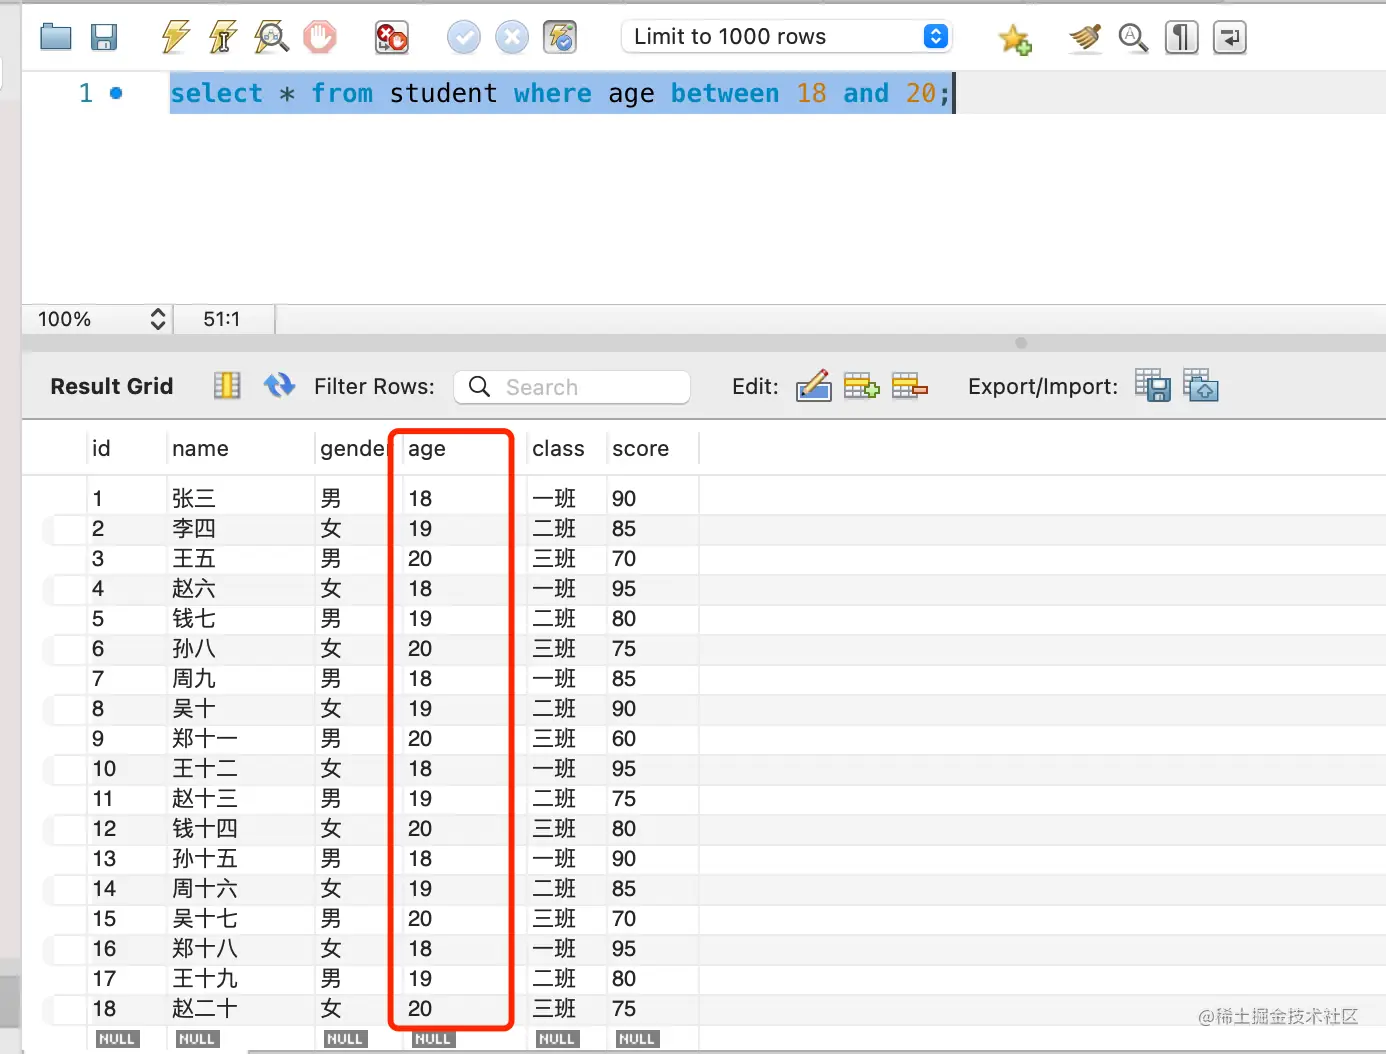 Limit to 1000 rows
1 select * from student where age between 18 and 20;
100% 51:1
Result Grid Filter Rows: Search Edit: Export/Import:
id name gender age class score
1 张三 男 18 一班 90
2 李四 女 19 二班 85
3 王五 男 20 三班 70
4 赵六 女 18 一班 95
5 钱七 男 19 二班 80
6 孙八 女 20 三班 75
7 周九 男 18 一班 85
8 吴十 女 19 二班 90
9 郑十一 男 20 三班 60
10 王十二 女 18 一班 95
11 赵十三 男 19 二班 75
12 钱十四 女 20 三班 80
13 孙十五 男 18 一班 90
14 周十六 女 19 二班 85
15 吴十七 男 20 三班 70
16 郑十八 女 18 一班 95
17 王十九 男 19 二班 80
18 赵二十 女 20 三班 75
NULL NULL NULL NULL NULL NULL
@稀土掘金技术社区